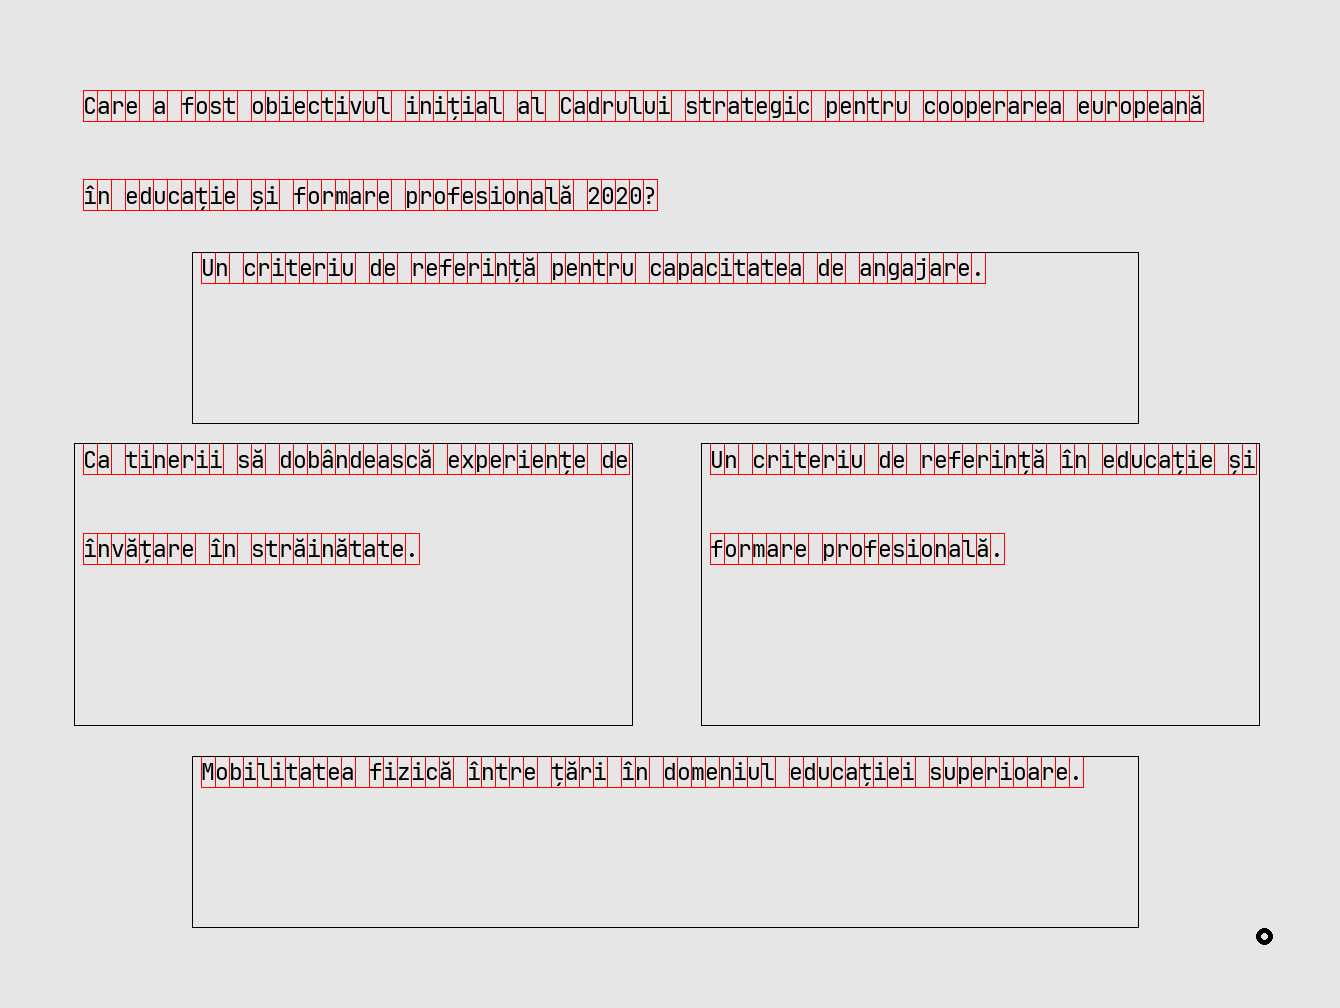 Care a fost obiectivul inițial al Cadrului strategic pentru cooperarea europeană
în educație și formare profesională 2020?
Un criteriu de referință pentru capacitatea de angajare.
Ca tinerii să dobândească experiențe de
învățare în străinătate.
Un criteriu de referință în educație și
formare profesională.
Mobilitatea fizică între țări în domeniul educației superioare.